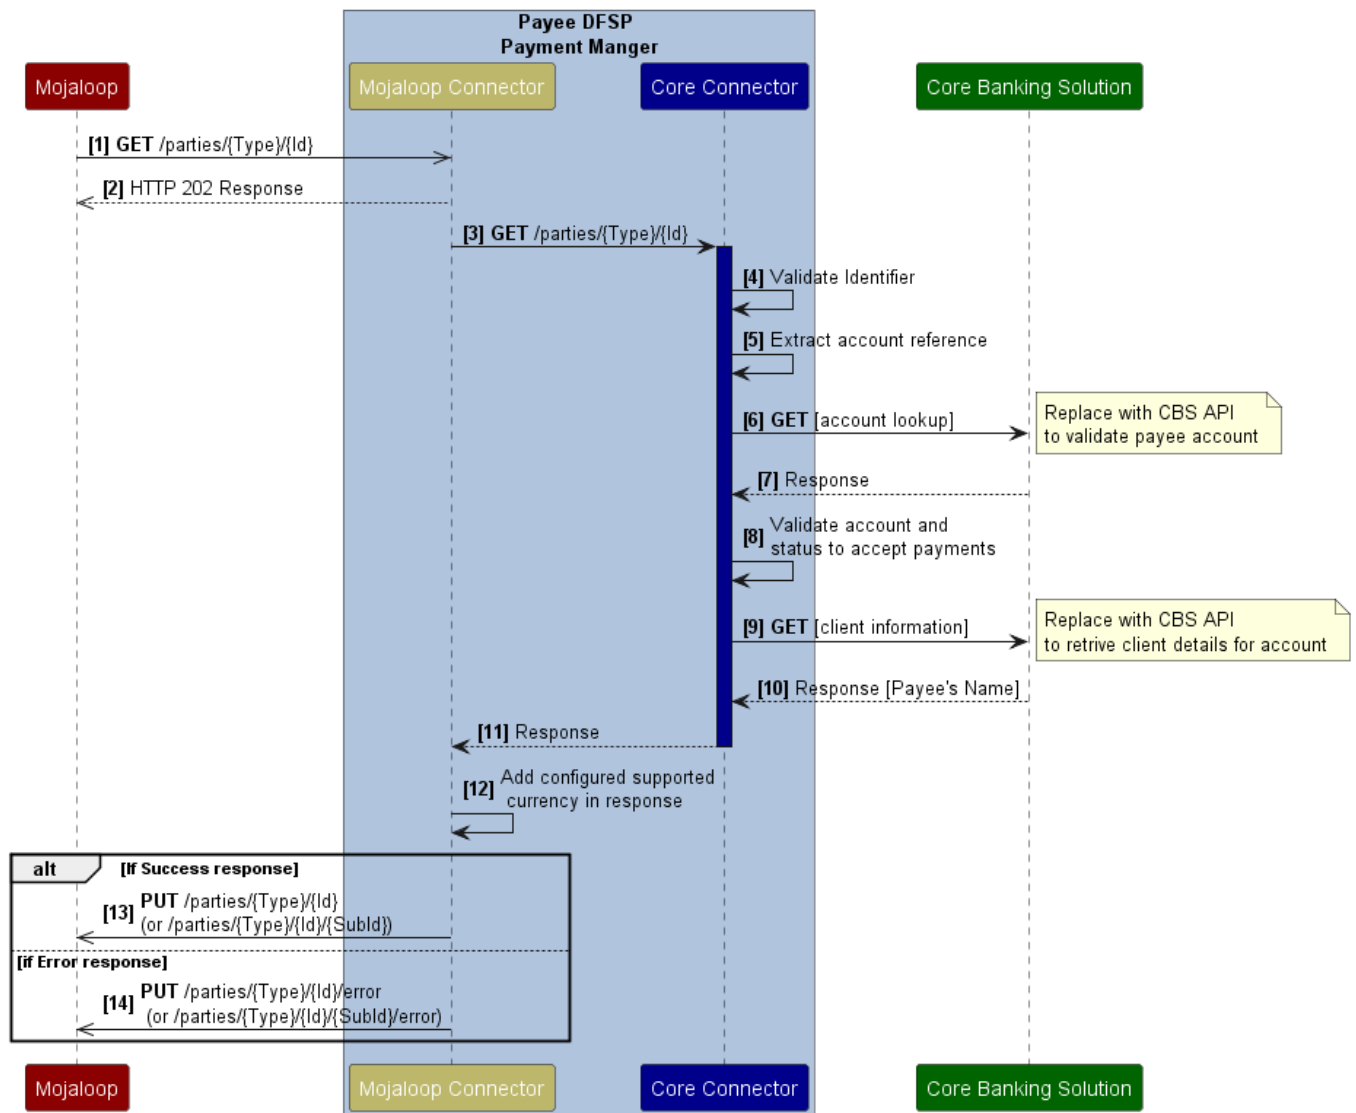 Payee DFSP
Payment Manger
Mojaloop
Mojaloop Connector
Core Connector
Core Banking Solution
[1] GET /parties/{Type}/{Id}
[2] HTTP 202 Response
[3] GET /parties/{Type}/{Id}
[4] Validate Identifier
[5] Extract account reference
[6] GET [account lookup]
Replace with CBS API
to validate payee account
[7] Response
[8] Validate account and
status to accept payments
[9] GET [client information]
Replace with CBS API
to retrive client details for account
[10] Response [Payee's Name]
[11] Response
[12] Add configured supported
currency in response
alt [If Success response]
[13] PUT /parties/{Type}/{Id}
(or /parties/{Type}/{Id}/{SubId})
[if Error response]
[14] PUT /parties/{Type}/{Id}/error
(or /parties/{Type}/{Id}/{SubId}/error)
Mojaloop
Mojaloop Connector
Core Connector
Core Banking Solution